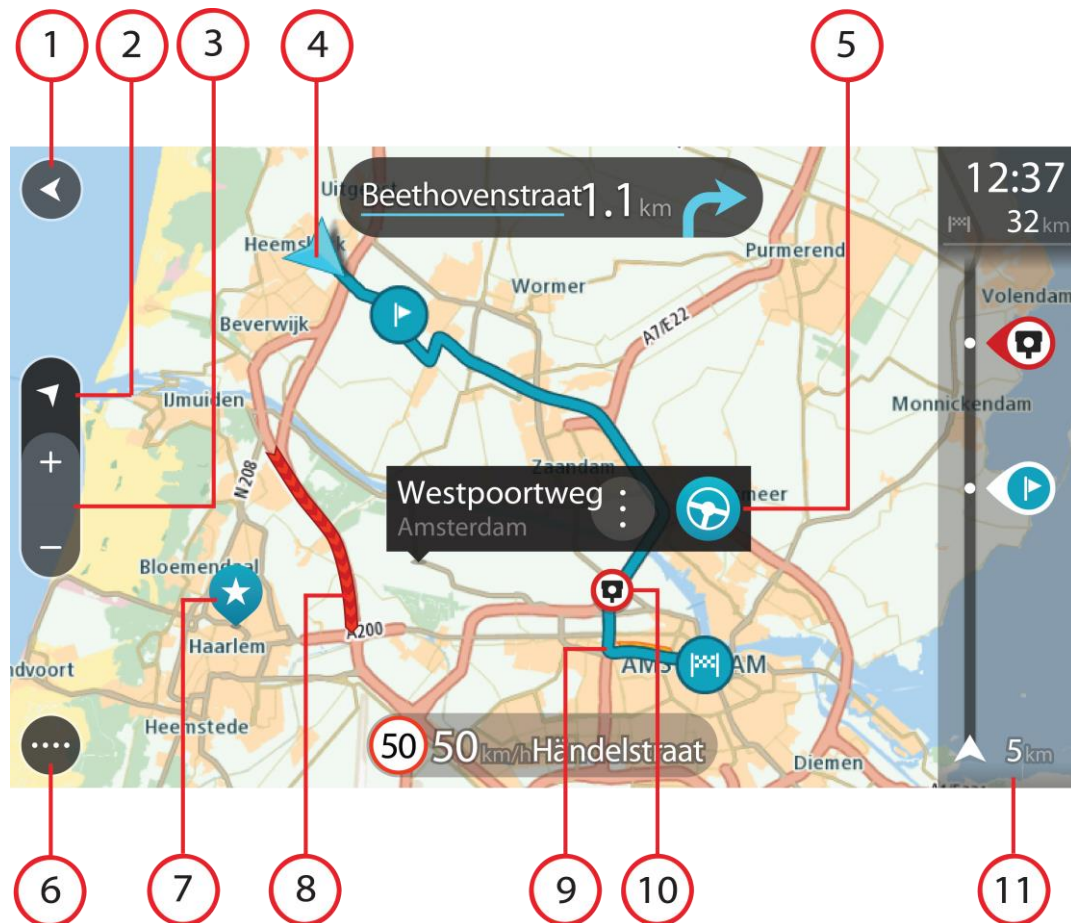 1 2 3 4 5
Beethovenstraat 1.1 km
12:37
32 km
Purmerend
Wormer
Volendam
Beverwijk
A7/E22
IJmuiden
Monnickendam
+
N208
Zaandam
Westpoortweg
Amsterdam
–
Bloemendaal
A200
Haarlem
Heemstede
50 50 km/h Händelstraat
Diemen
5 km
6 7 8 9 10 11